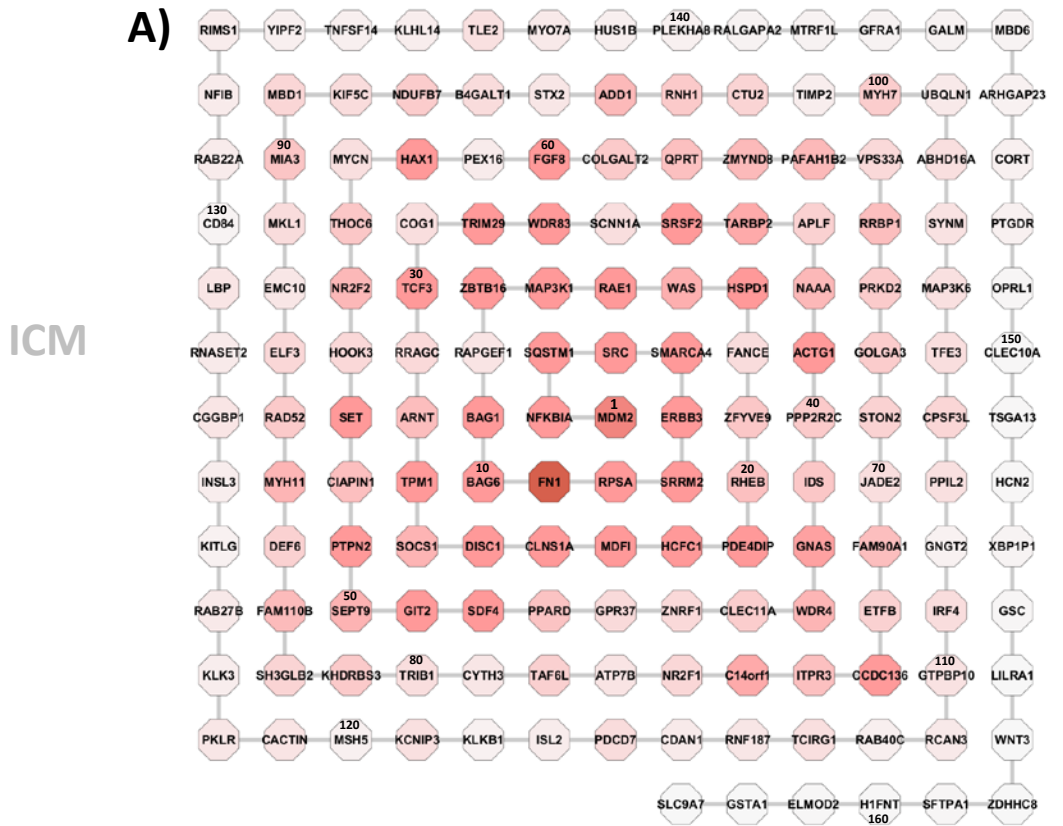 A)
RIMS1 YIPF2 TNFSF14 KLHL14 TLE2 MYO7A HUS1B 140 PLEKHA8 RALGAPA2 MTRF1L GFRA1 GALM MBD6
NFIB MBD1 KIF5C NDUFB7 B4GALT1 STX2 ADD1 RNH1 CTU2 TIMP2 100 MYH7 UBQLN1 ARHGAP23
RAB22A 90 MIA3 MYCN HAX1 PEX16 60 FGF8 COLGALT2 QPRT ZMYND8 PAFAH1B2 VPS33A ABHD16A CORT
130 CD84 MKL1 THOC6 COG1 TRIM29 WDR83 SCNN1A SRSF2 TARBP2 APLF RRBP1 SYNM PTGDR
LBP EMC10 NR2F2 30 TCF3 ZBTB16 MAP3K1 RAE1 WAS HSPD1 NAAA PRKD2 MAP3K6 OPRL1
ICM
RNASET2 ELF3 HOOK3 RRAGC RAPGEF1 SQSTM1 SRC SMARCA4 FANCE ACTG1 GOLGA3 TFE3 150 CLEC10A
CGGBP1 RAD52 SET ARNT BAG1 NFKBIA 1 MDM2 ERBB3 ZFYVE9 40 PPP2R2C STON2 CPSF3L TSGA13
INSL3 MYH11 CIAPIN1 TPM1 10 BAG6 FN1 RPSA SRRM2 20 RHEB IDS 70 JADE2 PPIL2 HCN2
KITLG DEF6 PTPN2 SOCS1 DISC1 CLNS1A MDFI HCFC1 PDE4DIP GNAS FAM90A1 GNGT2 XBP1P1
RAB27B FAM110B 50 SEPT9 GIT2 SDF4 PPARD GPR37 ZNRF1 CLEC11A WDR4 ETFB IRF4 GSC
KLK3 SH3GLB2 KHDRBS3 80 TRIB1 CYTH3 TAF6L ATP7B NR2F1 C14orf1 ITPR3 CCDC136 110 GTPBP10 LILRA1
PKLR CACTIN 120 MSH5 KCNIP3 KLKB1 ISL2 PDCD7 CDAN1 RNF187 TCIRG1 RAB40C RCAN3 WNT3
SLC9A7 GSTA1 ELMOD2 H1FNT 160 SFTPA1 ZDHHC8